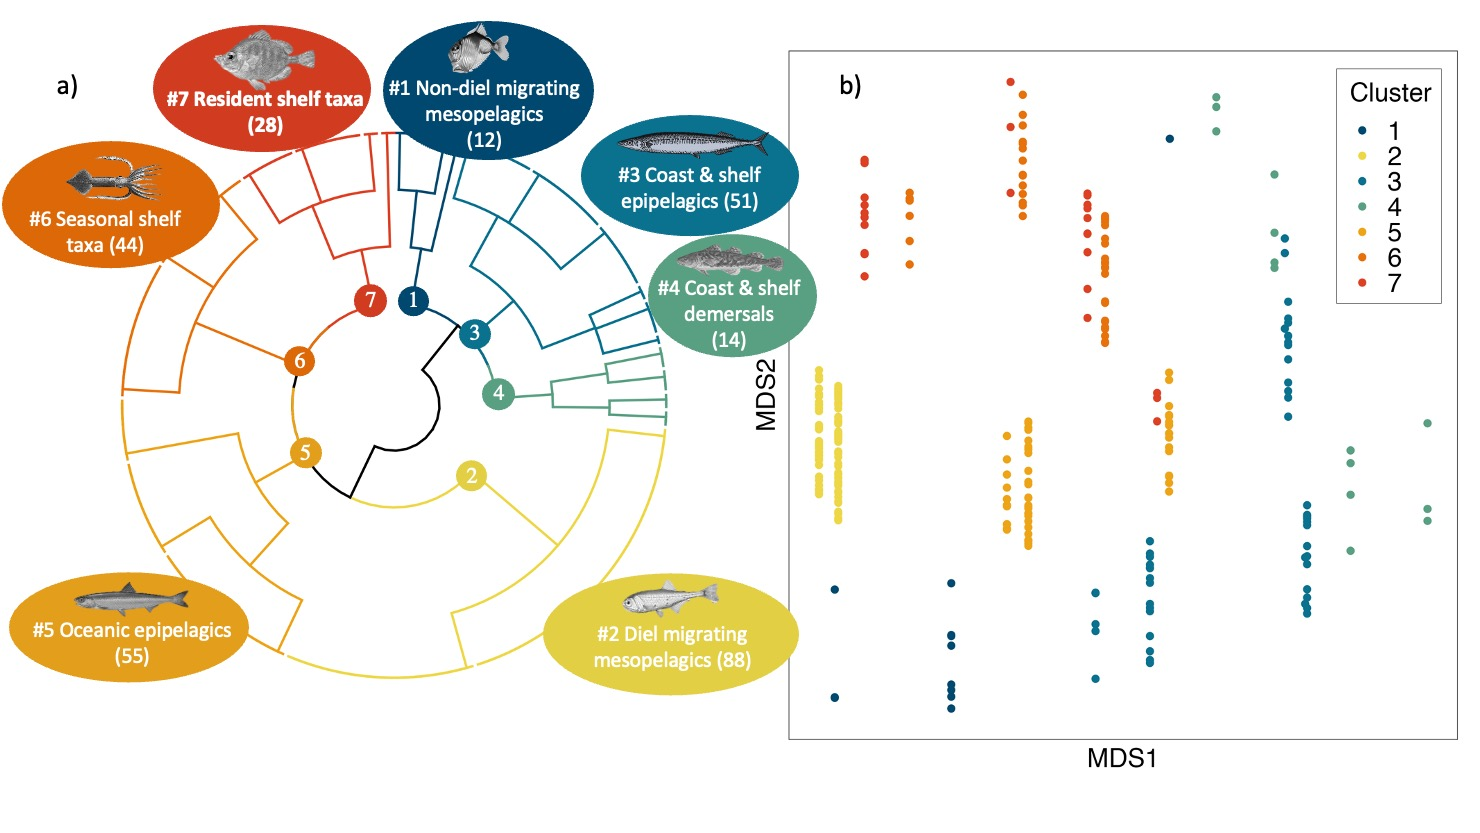 a)
#7 Resident shelf taxa
(28)
#1 Non-diel migrating
mesopelagics
(12)
#3 Coast & shelf
epipelagics (51)
#6 Seasonal shelf
taxa (44)
#4 Coast & shelf
demersals
(14)
7
1
3
6
4
5
2
#5 Oceanic epipelagics
(55)
#2 Diel migrating
mesopelagics (88)
b)
Cluster
1
2
3
4
5
6
7
MDS2
MDS1